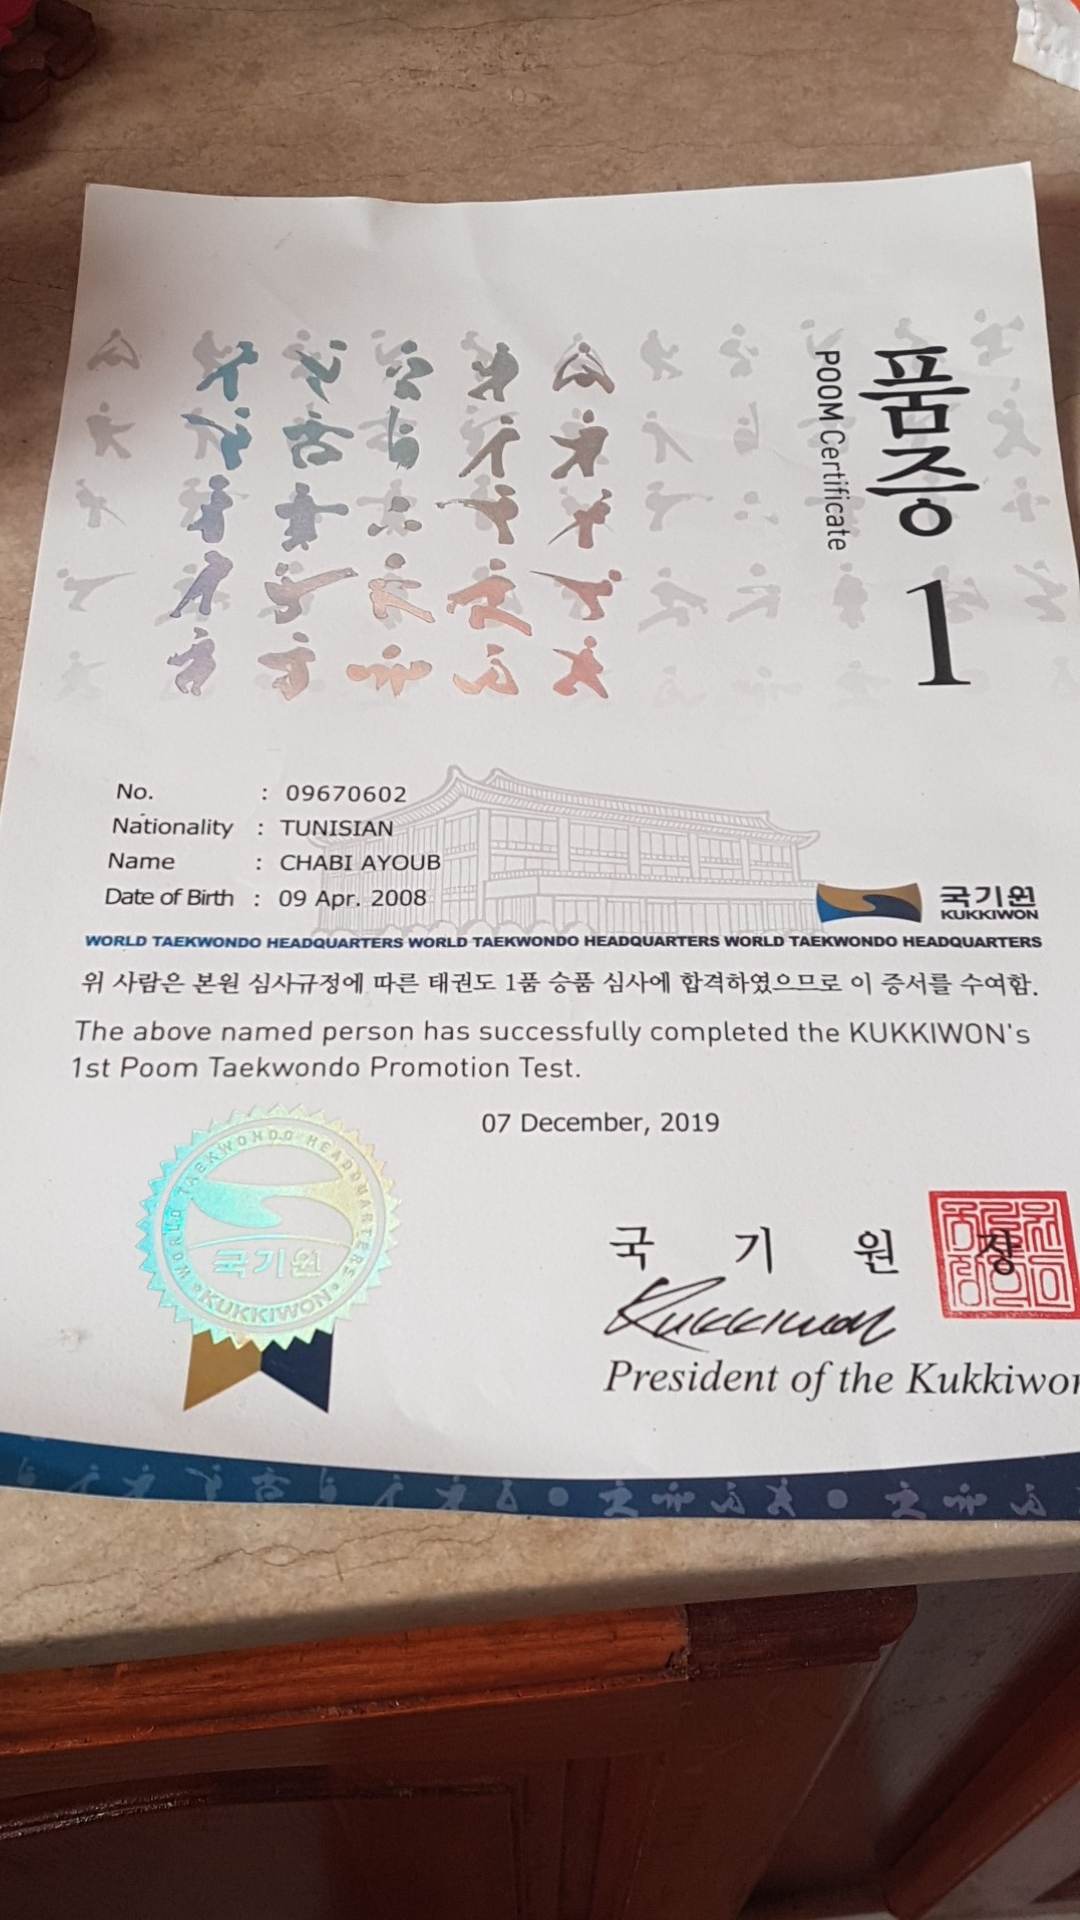 품증 1
POOM Certificate
No. : 09670602
Nationality : TUNISIAN
Name : CHABI AYOUB
Date of Birth : 09 Apr. 2008
국기원
KUKKIWON
WORLD TAEKWONDO HEADQUARTERS WORLD TAEKWONDO HEADQUARTERS WORLD TAEKWONDO HEADQUARTERS
위 사람은 본원 심사규정에 따른 태권도 1품 승품 심사에 합격하였으므로 이 증서를 수여함.
The above named person has successfully completed the KUKKIWON's
1st Poom Taekwondo Promotion Test.
07 December, 2019
WORLD TAEKWONDO HEADQUARTERS
국기원
KUKKIWON
국 기 원 장
Kukkiwon
President of the Kukkiwon